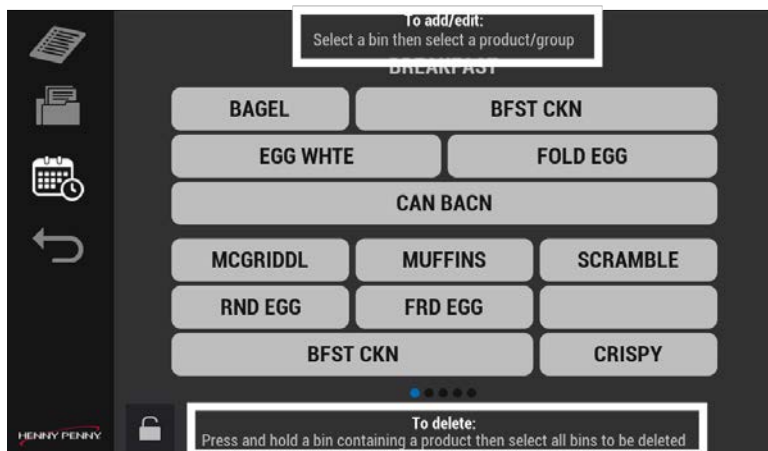 To add/edit:
Select a bin then select a product/group
BREAKFAST
BAGEL BFST CKN
EGG WHTE FOLD EGG
CAN BACN
MCGRIDDL MUFFINS SCRAMBLE
RND EGG FRD EGG
BFST CKN CRISPY
To delete:
Press and hold a bin containing a product then select all bins to be deleted
HENNY PENNY